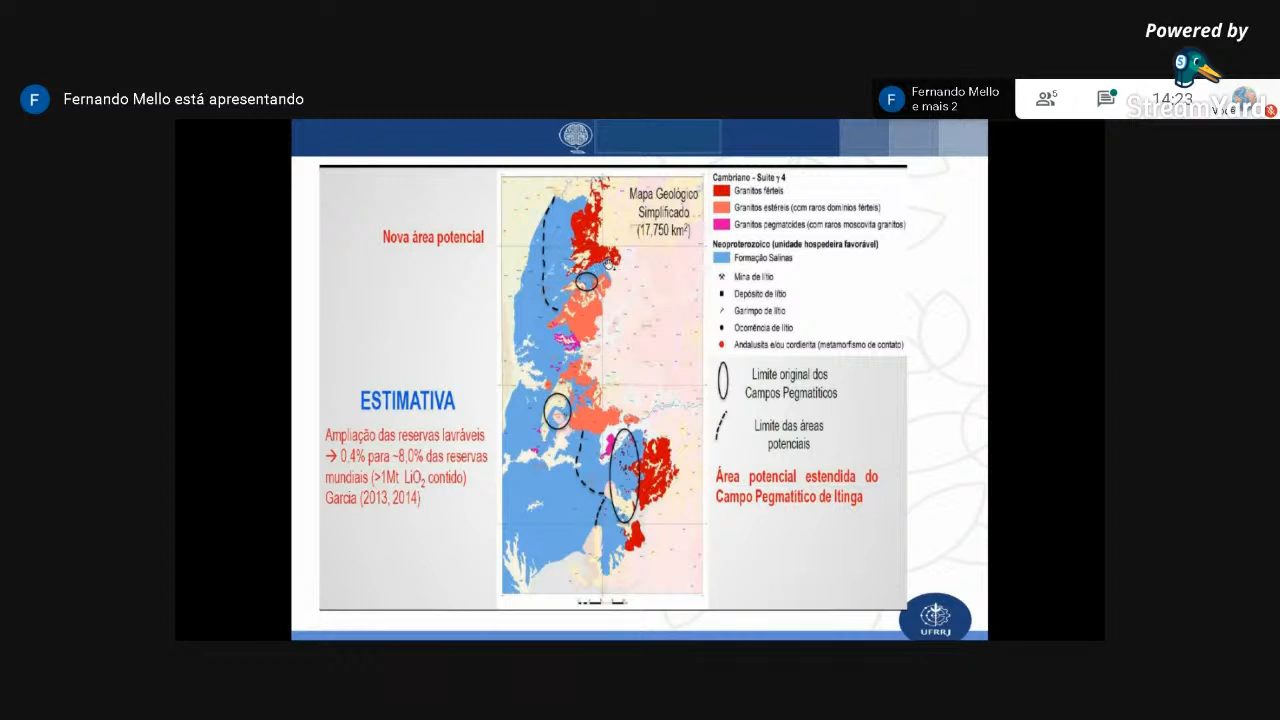 Powered by
StreamYard
F
Fernando Mello está apresentando
F
Fernando Mello
e mais 2
5
14:23
Você
Mapa Geológico
Simplificado
(17,750 km²)
Nova área potencial
ESTIMATIVA
Ampliação das reservas lavráveis
→ 0,4% para ~8,0% das reservas
mundiais (>1Mt LiO₂ contido)
Garcia (2013, 2014)
Cambriano - Suite γ 4
Granitos férteis
Granitos estéreis (com raros domínios férteis)
Granitos pegmatoides (com raros moscovita granitos)
Neoproterozoico (unidade hospedeira favorável)
Formação Salinas
Mina de lítio
Depósito de lítio
Garimpo de lítio
Ocorrência de lítio
Andalusita e/ou cordierita (metamorfismo de contato)
Limite original dos
Campos Pegmatíticos
Limite das áreas
potenciais
Área potencial estendida do
Campo Pegmatítico de Itinga
UFRRJ